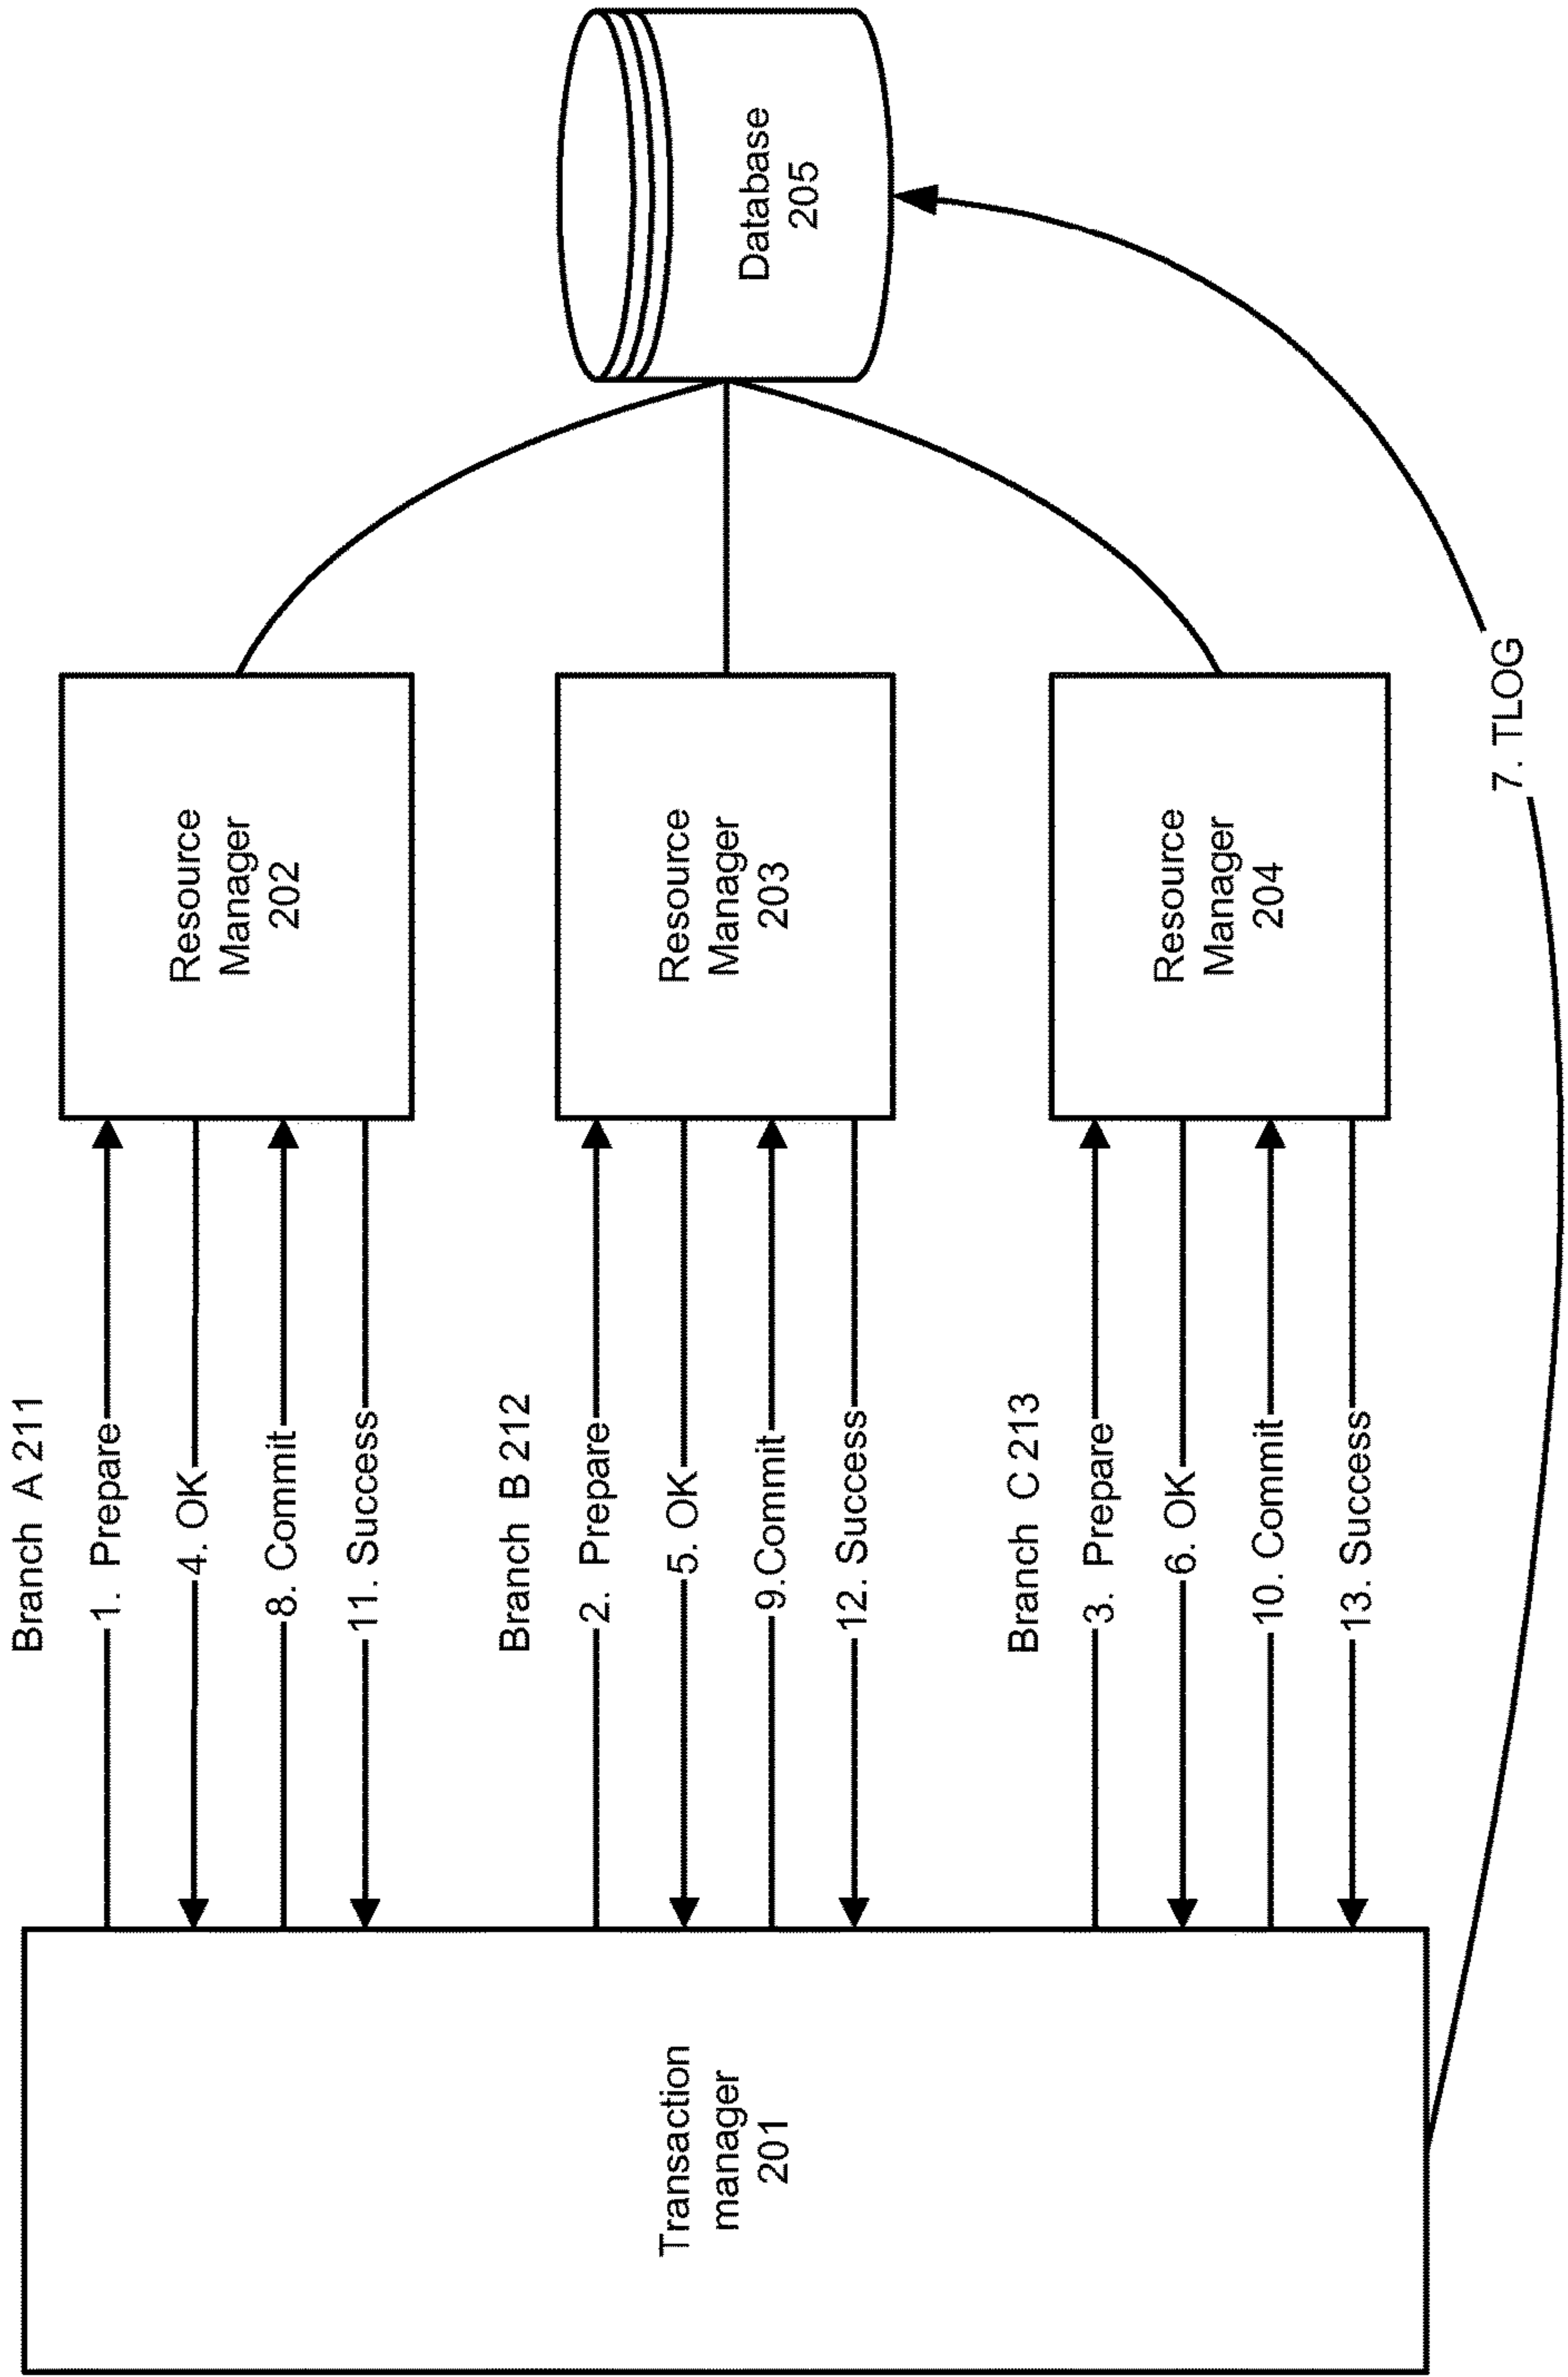 Transaction
manager
201
Branch A 211
1. Prepare
4. OK
8. Commit
11. Success
Branch B 212
2. Prepare
5. OK
9.Commit
12. Success
Branch C 213
3. Prepare
6. OK
10. Commit
13. Success
Resource
Manager
202
Resource
Manager
203
Resource
Manager
204
7. TLOG
Database
205